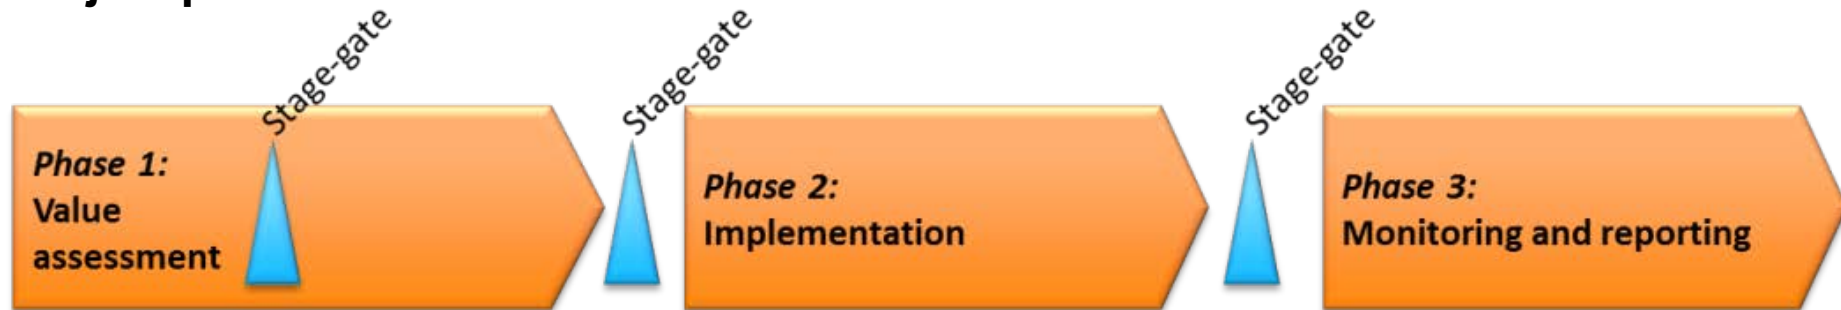 Stage-gate
Stage-gate
Stage-gate
Phase 1:
Value
assessment
Phase 2:
Implementation
Phase 3:
Monitoring and reporting